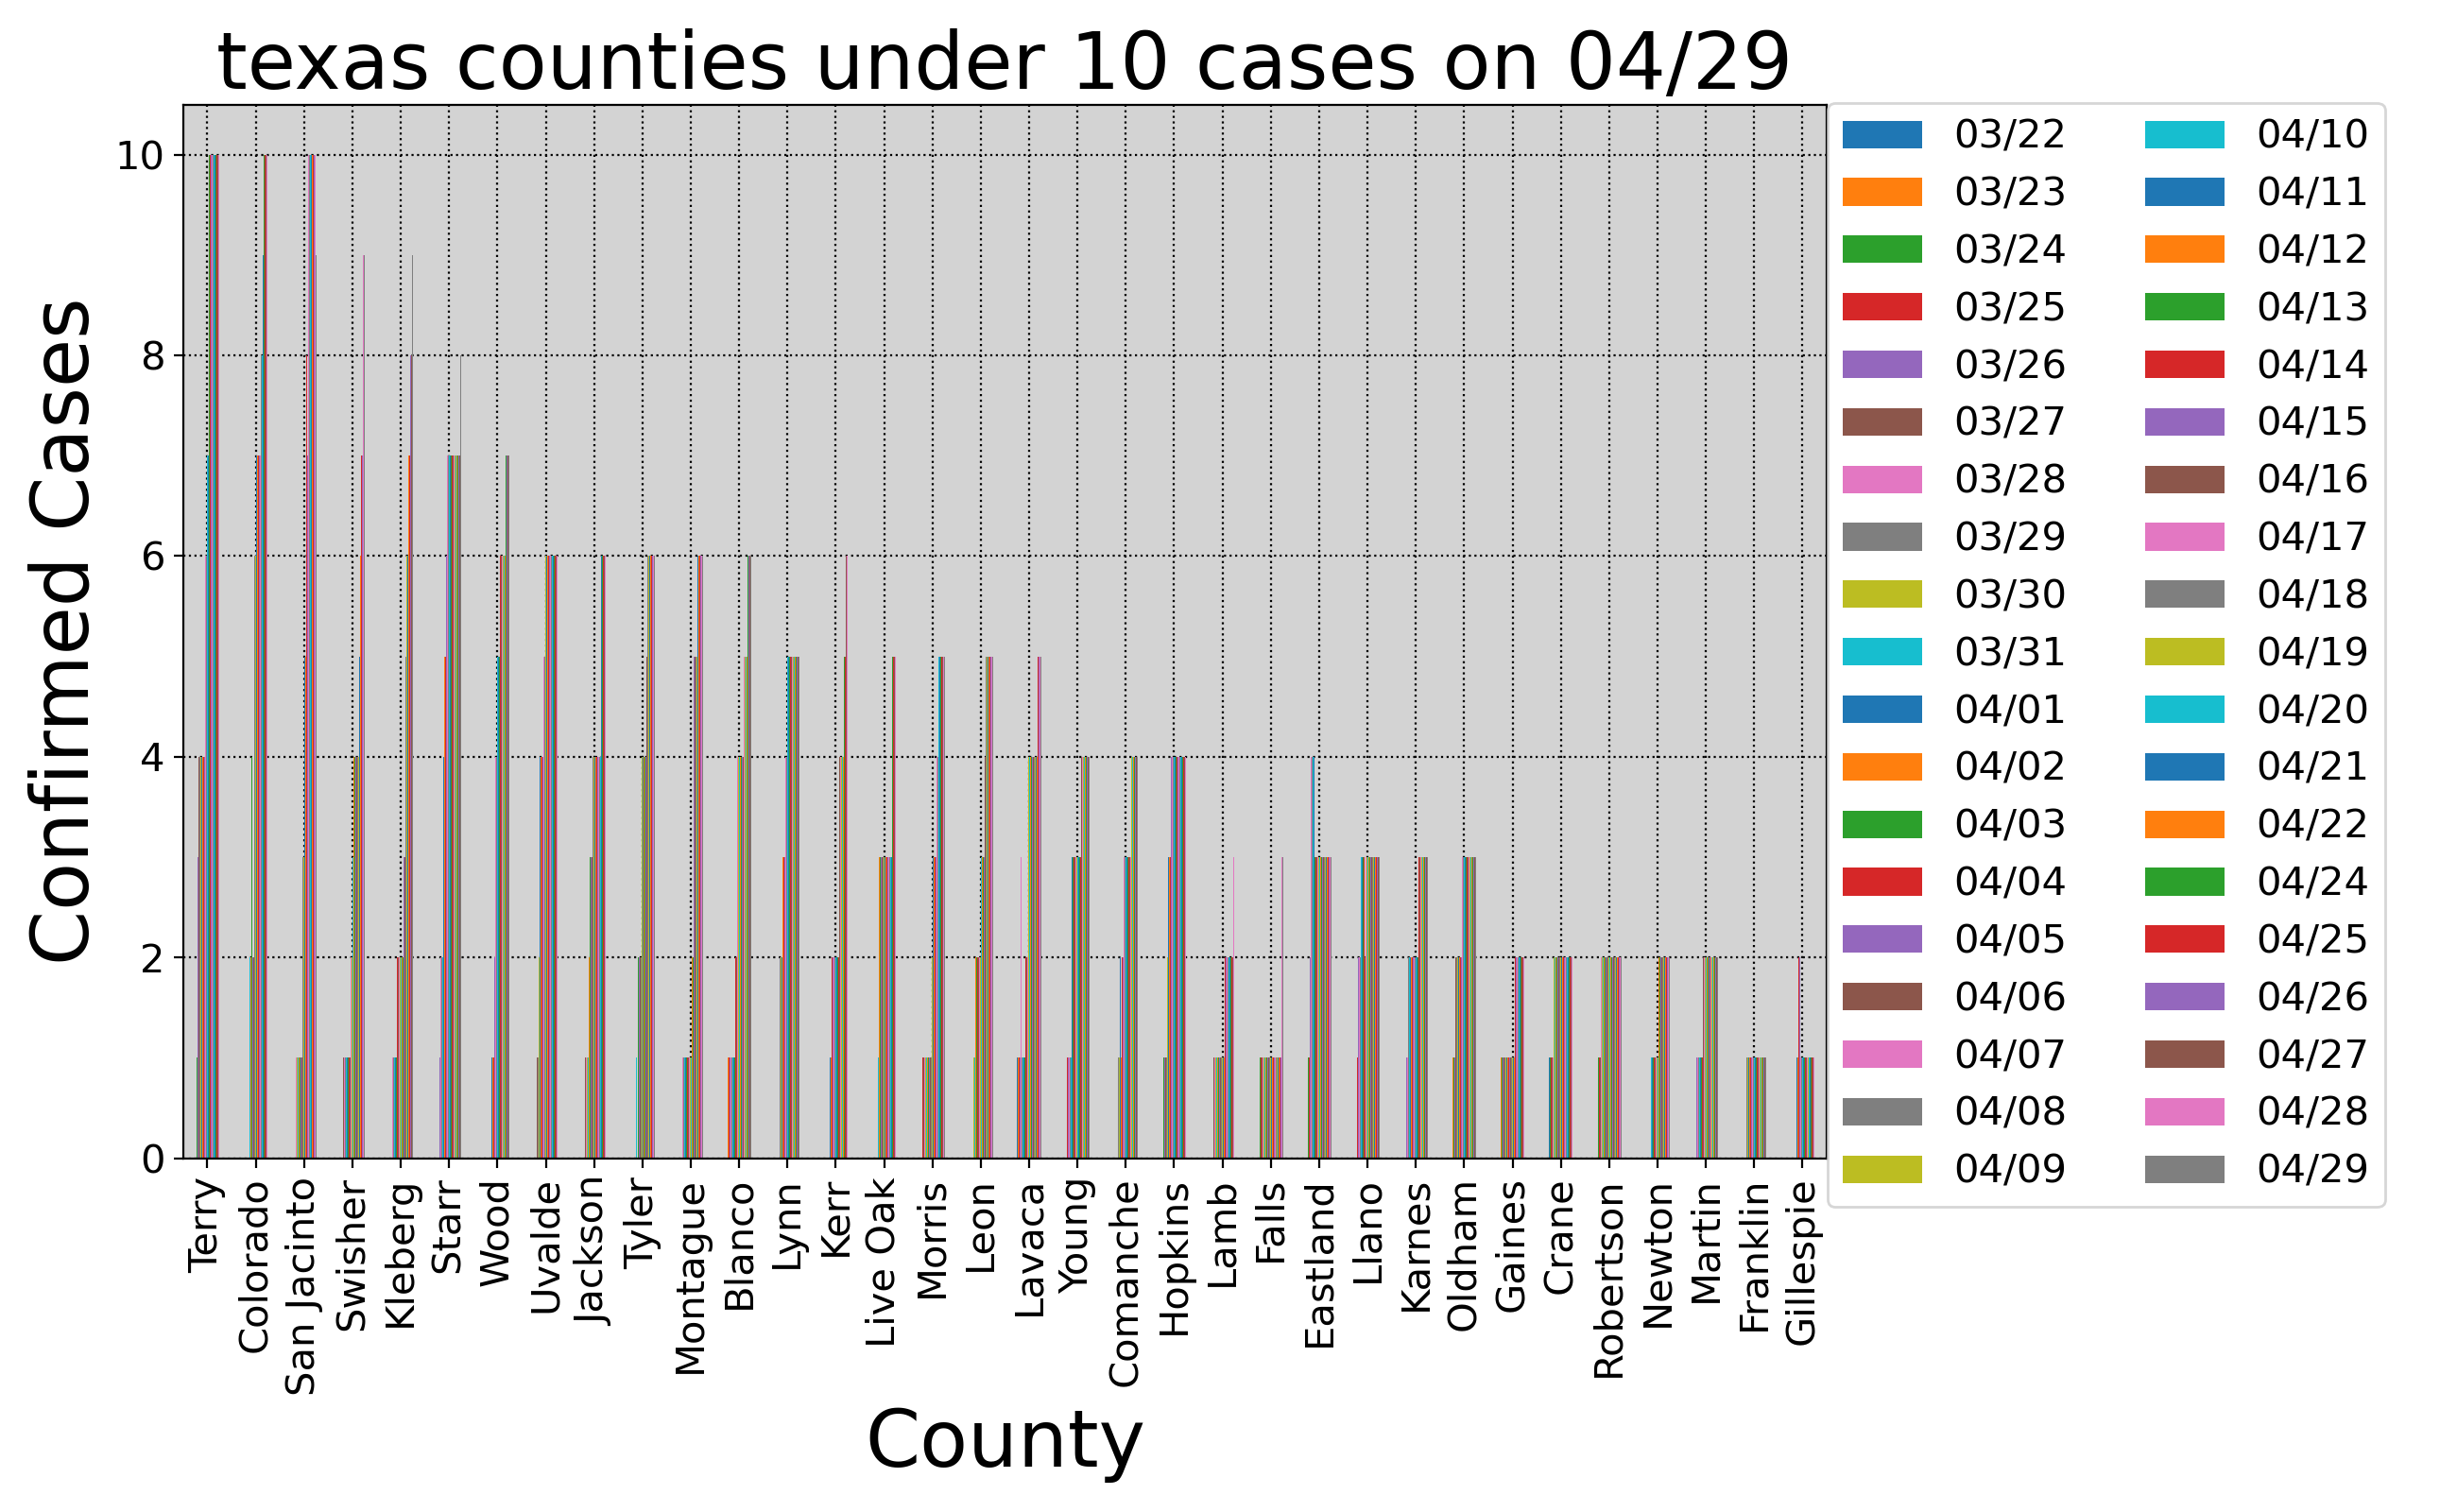 texas counties under 10 cases on 04/29
Confirmed Cases
10
8
6
4
2
0
Terry
Colorado
San Jacinto
Swisher
Kleberg
Starr
Wood
Uvalde
Jackson
Tyler
Montague
Blanco
Lynn
Kerr
Live Oak
Morris
Leon
Lavaca
Young
Comanche
Hopkins
Lamb
Falls
Eastland
Llano
Karnes
Oldham
Gaines
Crane
Robertson
Newton
Martin
Franklin
Gillespie
County
03/22
03/23
03/24
03/25
03/26
03/27
03/28
03/29
03/30
03/31
04/01
04/02
04/03
04/04
04/05
04/06
04/07
04/08
04/09
04/10
04/11
04/12
04/13
04/14
04/15
04/16
04/17
04/18
04/19
04/20
04/21
04/22
04/24
04/25
04/26
04/27
04/28
04/29